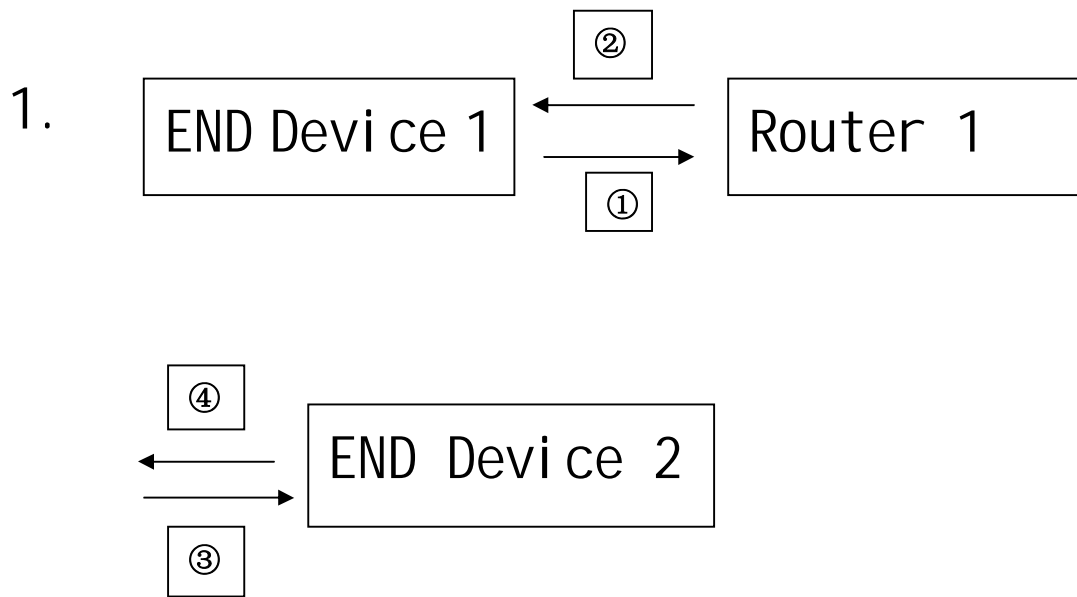 ②
1. END Device 1 Router 1
①
④
END Device 2
③